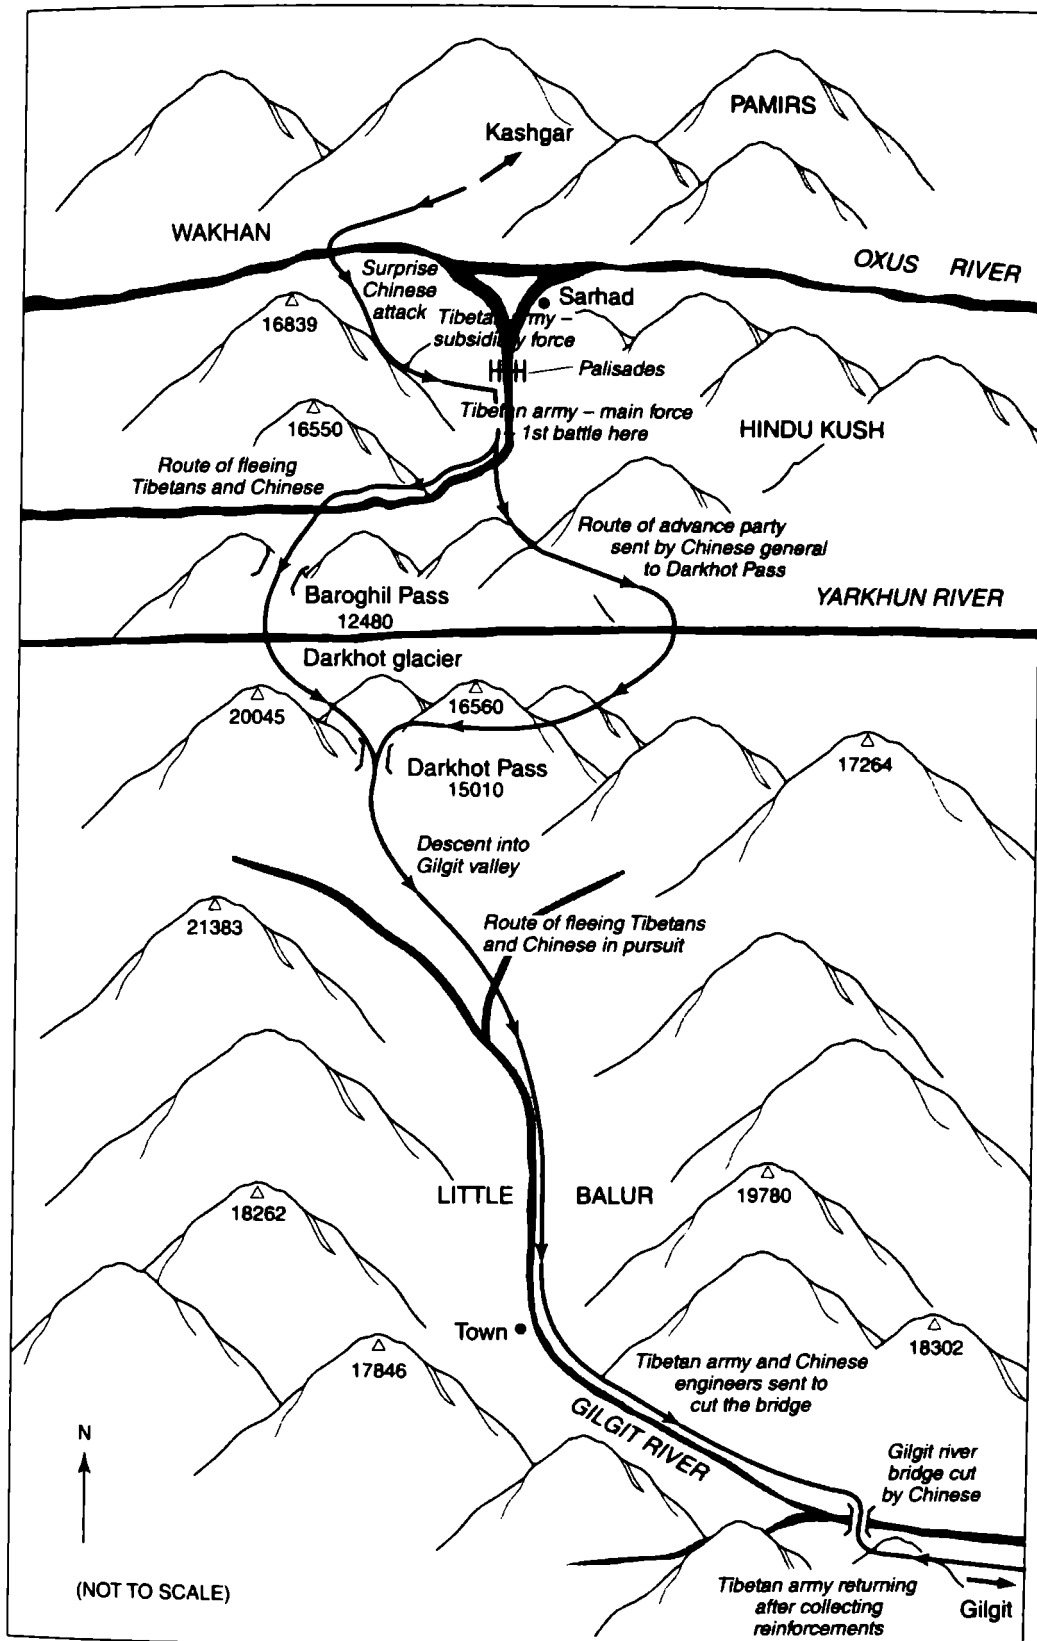 PAMIRS
Kashgar
WAKHAN
OXUS RIVER
Surprise
Chinese
attack
Sarhad
16839
Tibetan army –
subsidiary force
Palisades
16550
Tibetan army – main force
1st battle here
HINDU KUSH
Route of fleeing
Tibetans and Chinese
Route of advance party
sent by Chinese general
to Darkhot Pass
Baroghil Pass
12480
YARKHUN RIVER
Darkhot glacier
20045
16560
Darkhot Pass
15010
17264
Descent into
Gilgit valley
21383
Route of fleeing Tibetans
and Chinese in pursuit
LITTLE BALUR
19780
18262
Town
17846
18302
Tibetan army and Chinese
engineers sent to
cut the bridge
GILGIT RIVER
N
Gilgit river
bridge cut
by Chinese
(NOT TO SCALE)
Tibetan army returning
after collecting
reinforcements
Gilgit